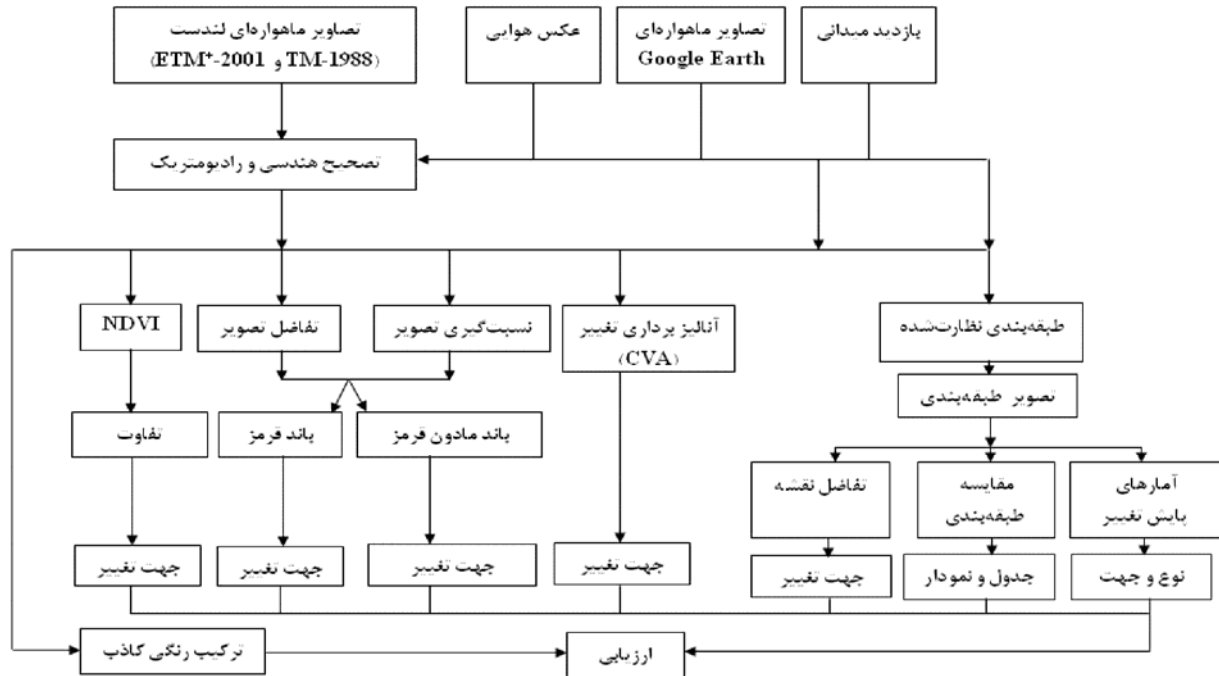 بازدید میدانی
تصاویر ماهواره‌ای
Google Earth
عکس هوایی
تصاویر ماهواره‌ای لندست
(TM-1988 و ETM⁺-2001)
تصحیح هندسی و رادیومتریک
طبقه‌بندی نظارت‌شده
آنالیز برداری تغییر
(CVA)
نسبت‌گیری تصویر
تفاضل تصویر
NDVI
تصویر طبقه‌بندی
باند مادون قرمز
باند قرمز
تفاوت
آمارهای
پایش تغییر
مقایسه
طبقه‌بندی
تفاضل نقشه
نوع و جهت
جدول و نمودار
جهت تغییر
جهت تغییر
جهت تغییر
جهت تغییر
جهت تغییر
ارزیابی
ترکیب رنگی کاذب